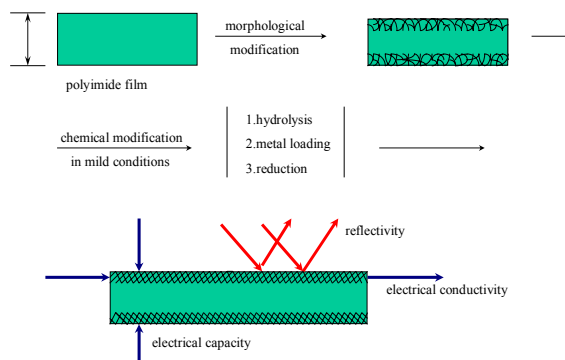 morphological
modification
polyimide film
chemical modification
in mild conditions
1.hydrolysis
2.metal loading
3.reduction
reflectivity
electrical conductivity
electrical capacity